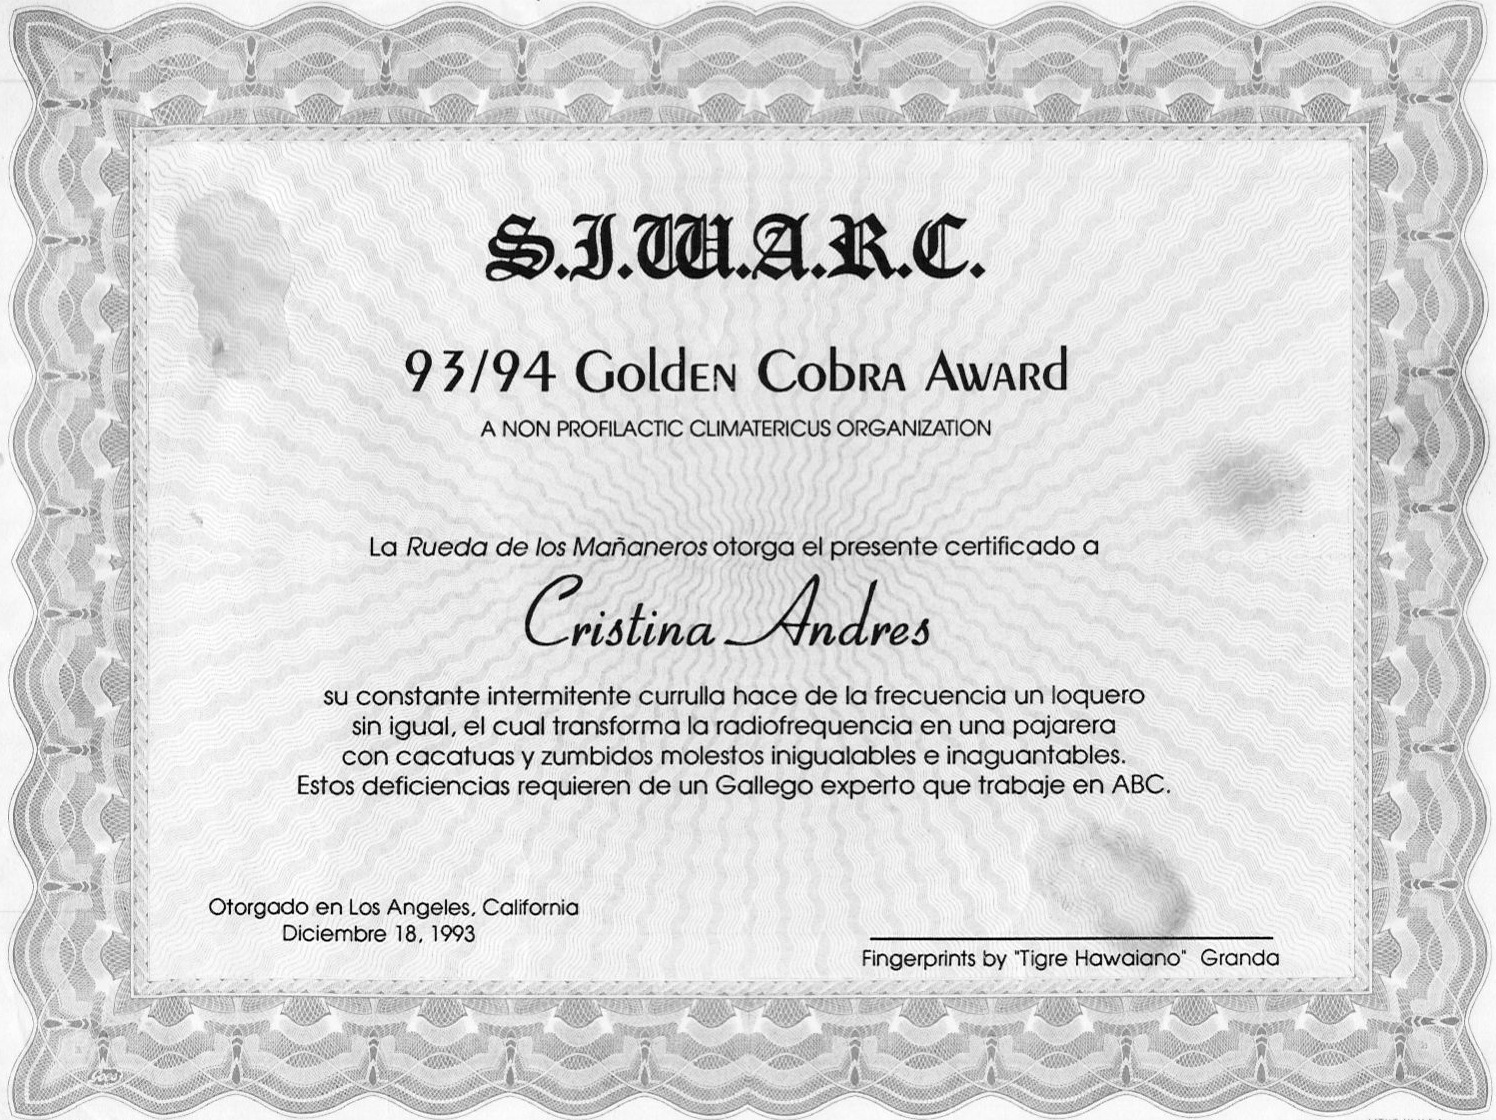 S.I.W.A.R.C.
93/94 Golden Cobra Award
A NON PROFILACTIC CLIMATERICUS ORGANIZATION
La Rueda de los Mañaneros otorga el presente certificado a
Cristina Andres
su constante intermitente currulla hace de la frecuencia un loquero
sin igual, el cual transforma la radiofrequencia en una pajarera
con cacatuas y zumbidos molestos inigualables e inaguantables.
Estos deficiencias requieren de un Gallego experto que trabaje en ABC.
Otorgado en Los Angeles, California
Diciembre 18, 1993
Fingerprints by "Tigre Hawaiano" Granda
Goes